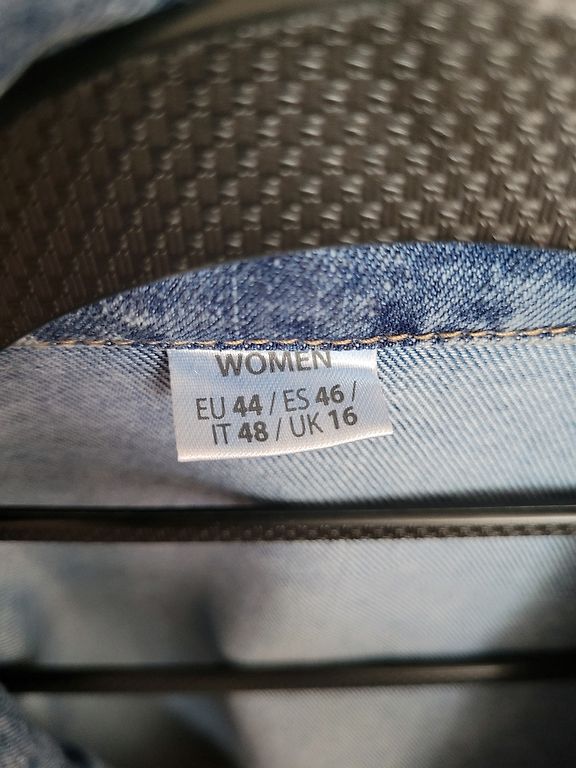 WOMEN
EU 44 / ES 46 /
IT 48 / UK 16